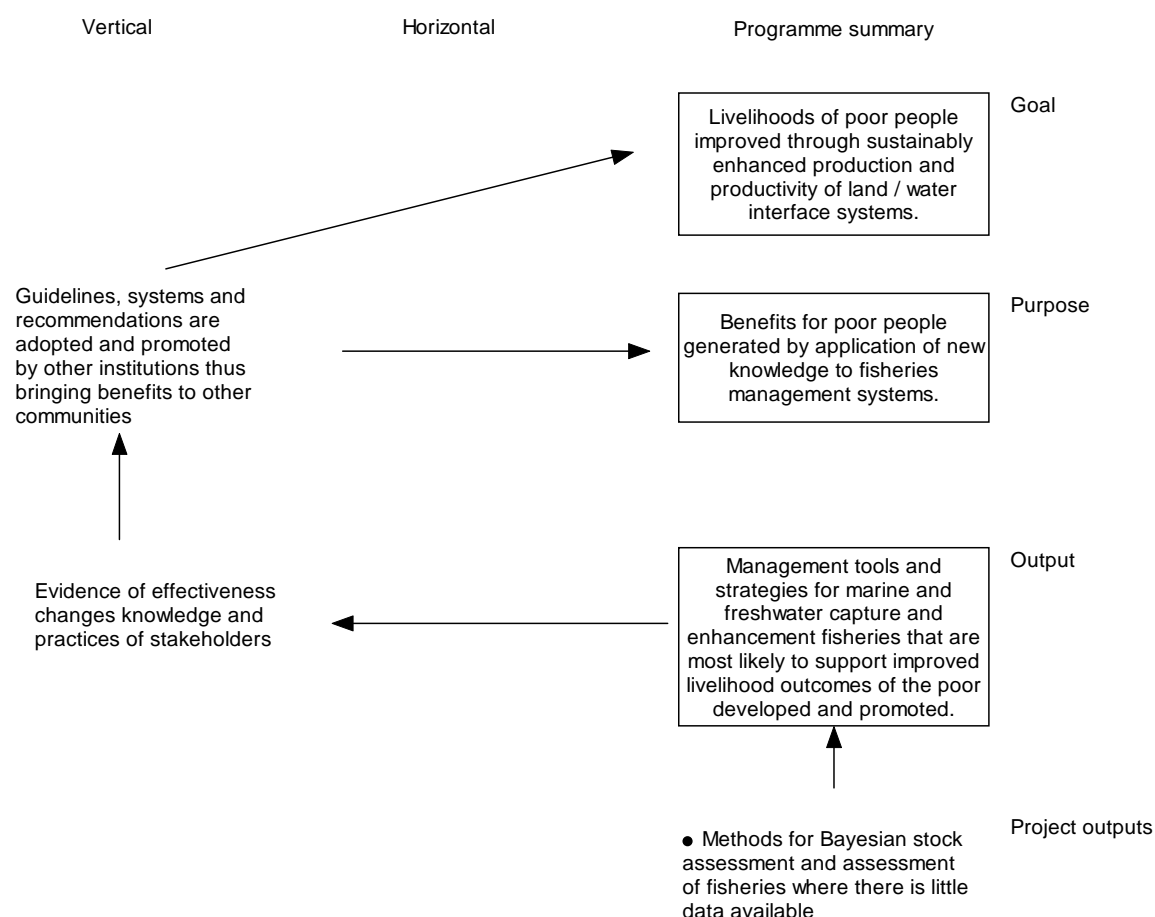 Vertical
Horizontal
Programme summary
Goal
Livelihoods of poor people
improved through sustainably
enhanced production and
productivity of land / water
interface systems.
Guidelines, systems and
recommendations are
adopted and promoted
by other institutions thus
bringing benefits to other
communities
Purpose
Benefits for poor people
generated by application of new
knowledge to fisheries
management systems.
Output
Evidence of effectiveness
changes knowledge and
practices of stakeholders
Management tools and
strategies for marine and
freshwater capture and
enhancement fisheries that are
most likely to support improved
livelihood outcomes of the poor
developed and promoted.
Project outputs
● Methods for Bayesian stock
assessment and assessment
of fisheries where there is little
data available